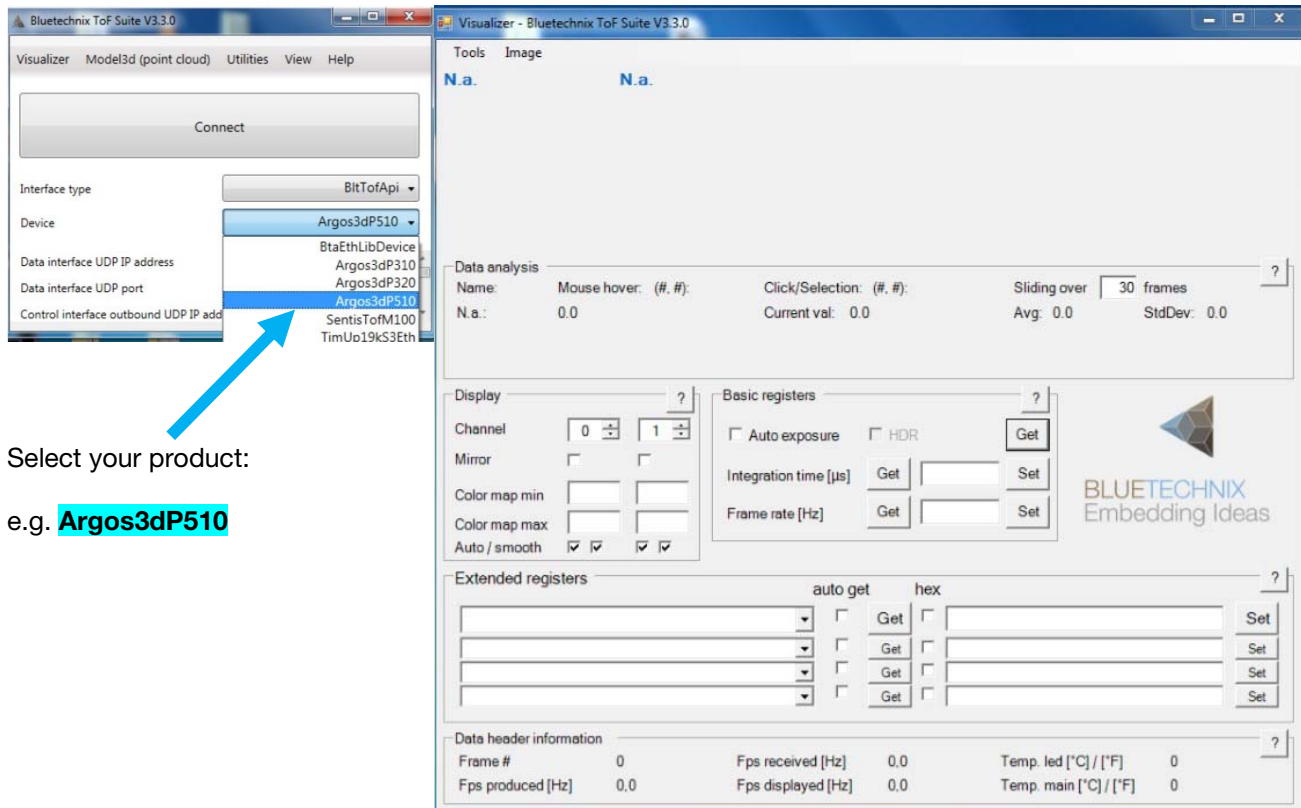 Bluetechnix ToF Suite V3.3.0
Visualizer Model3d (point cloud) Utilities View Help
Connect
Interface type BltTofApi
Device Argos3dP510
BtaEthLibDevice
Data interface UDP IP address Argos3dP310
Data interface UDP port Argos3dP320
Argos3dP510
Control interface outbound UDP IP add SentisTofM100
TimUp19kS3Eth
Select your product:
e.g. Argos3dP510
Visualizer - Bluetechnix ToF Suite V3.3.0
Tools Image
N.a. N.a.
Data analysis ?
Name: Mouse hover: (#, #): Click/Selection: (#, #): Sliding over 30 frames
N.a.: 0.0 Current val: 0.0 Avg: 0.0 StdDev: 0.0
Display ?
Channel 0 1
Mirror
Color map min
Color map max
Auto / smooth
Basic registers ?
Auto exposure HDR Get
Integration time [µs] Get Set
Frame rate [Hz] Get Set
BLUETECHNIX
Embedding Ideas
Extended registers ?
auto get hex
Get Set
Get Set
Get Set
Get Set
Data header information ?
Frame # 0 Fps received [Hz] 0,0 Temp. led [°C] / [°F] 0
Fps produced [Hz] 0,0 Fps displayed [Hz] 0,0 Temp. main [°C] / [°F] 0